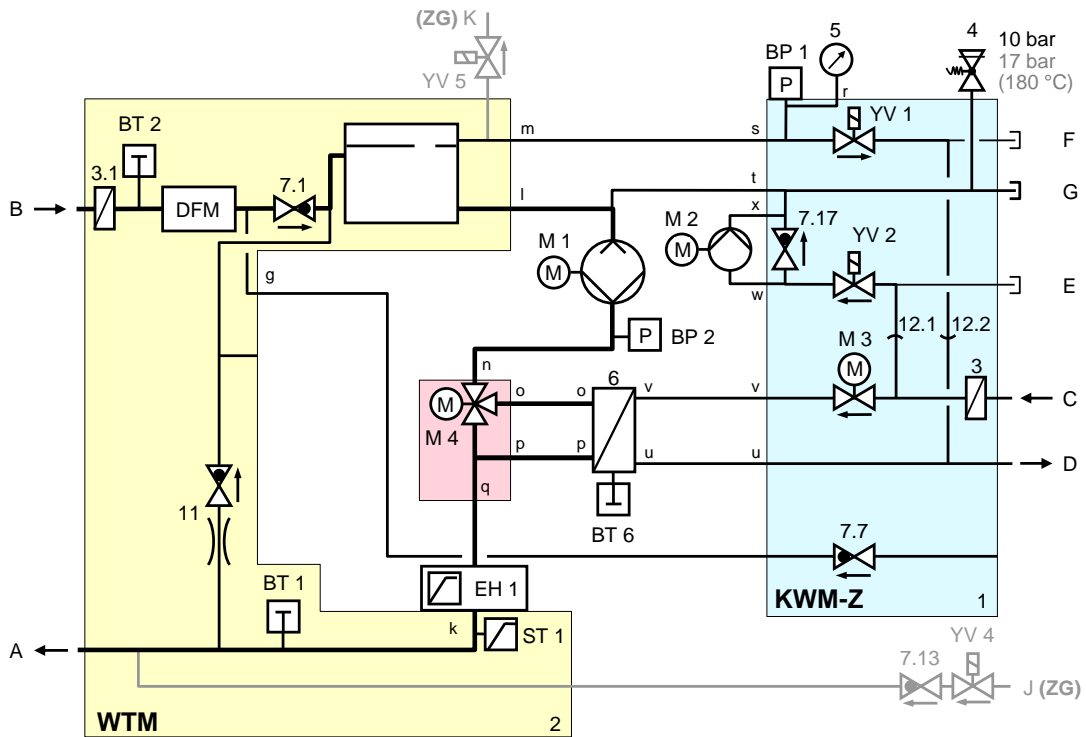 (ZG) K
YV 5
BP 1
P
5
r
4
10 bar
17 bar
(180 °C)
BT 2
3.1
B
DFM
7.1
m
s
YV 1
F
l
t
G
M 1
M
M 2
M
x
7.17
YV 2
g
w
E
P
BP 2
12.1
12.2
M 3
M
n
6
3
M
M 4
o
o
v
v
C
p
p
u
u
D
q
BT 6
11
7.7
BT 1
EH 1
KWM-Z
1
k
ST 1
A
7.13
YV 4
J (ZG)
WTM
2